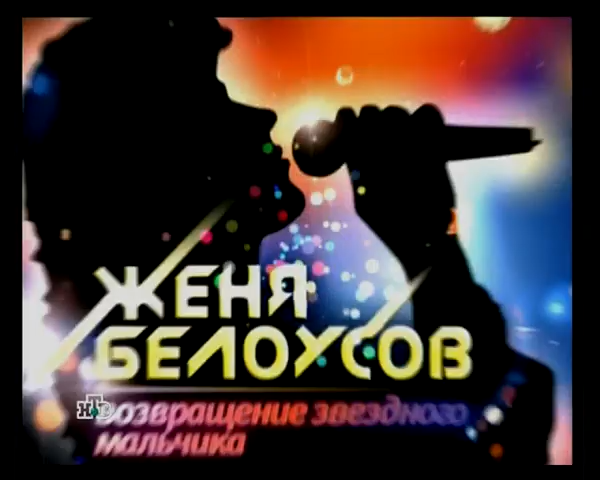 ЖЕНЯ
БЕЛОУСОВ
возвращение звездного
мальчика
НТВ